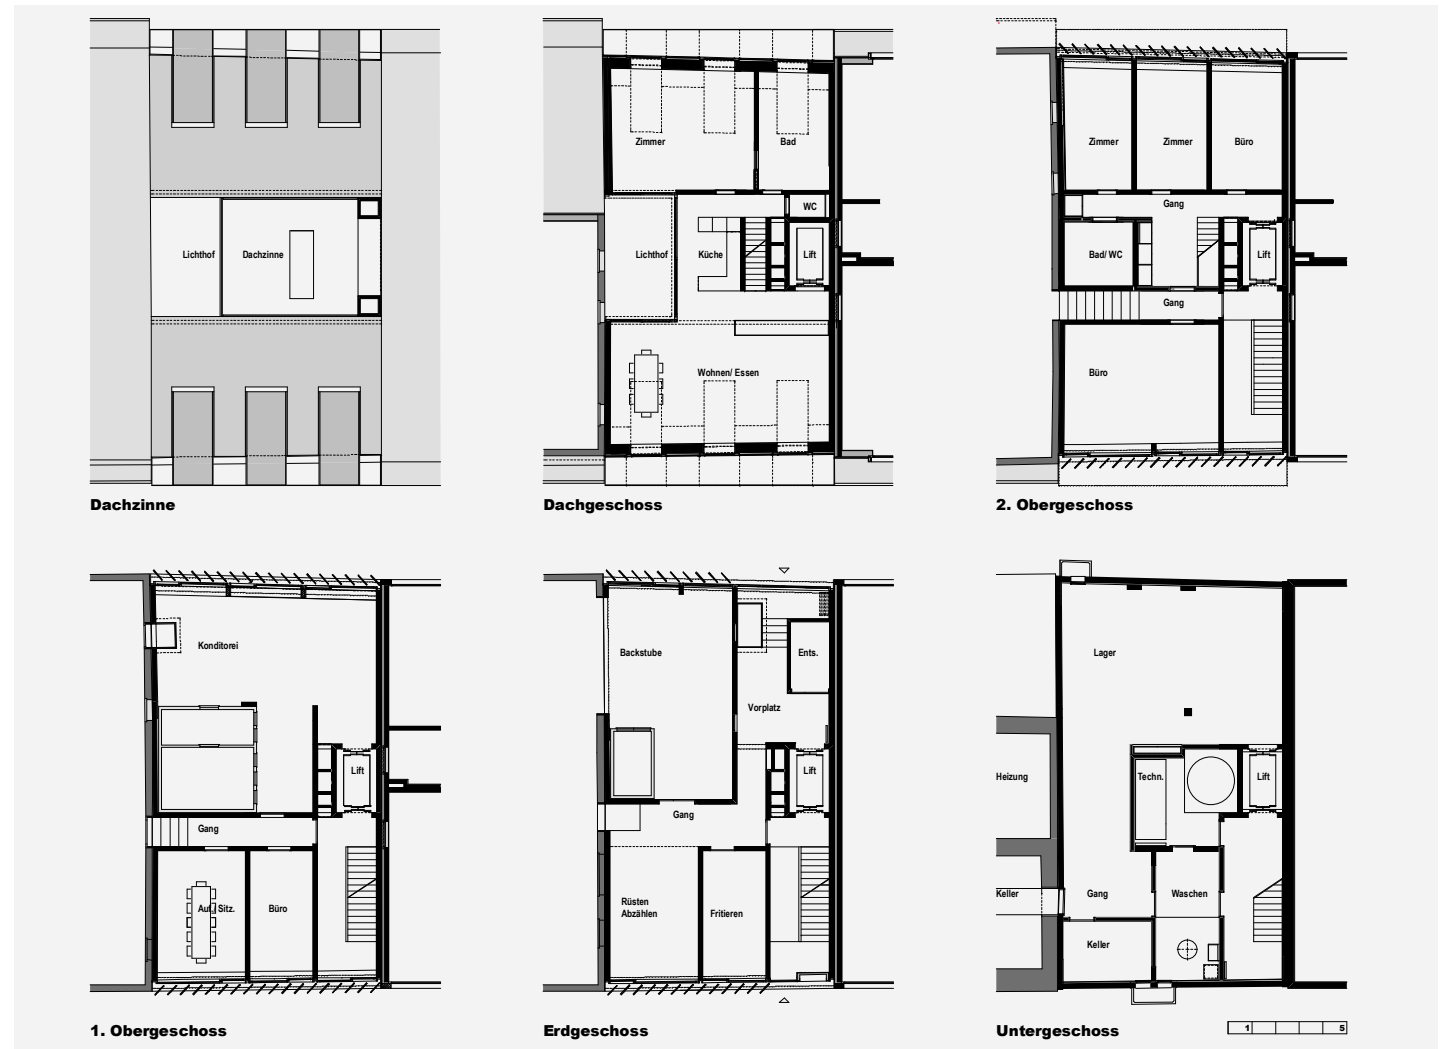 Lichthof
Dachzinne
Dachzinne
Zimmer
Bad
WC
Lichthof
Küche
Lift
Wohnen/ Essen
Dachgeschoss
Zimmer
Zimmer
Büro
Gang
Bad/ WC
Lift
Gang
Büro
2. Obergeschoss
Konditorei
Lift
Gang
Auf./ Sitz.
Büro
1. Obergeschoss
Backstube
Ents.
Vorplatz
Lift
Gang
Rüsten
Abzählen
Fritieren
Erdgeschoss
Lager
Heizung
Techn.
Lift
Keller
Gang
Waschen
Keller
Untergeschoss
1 5